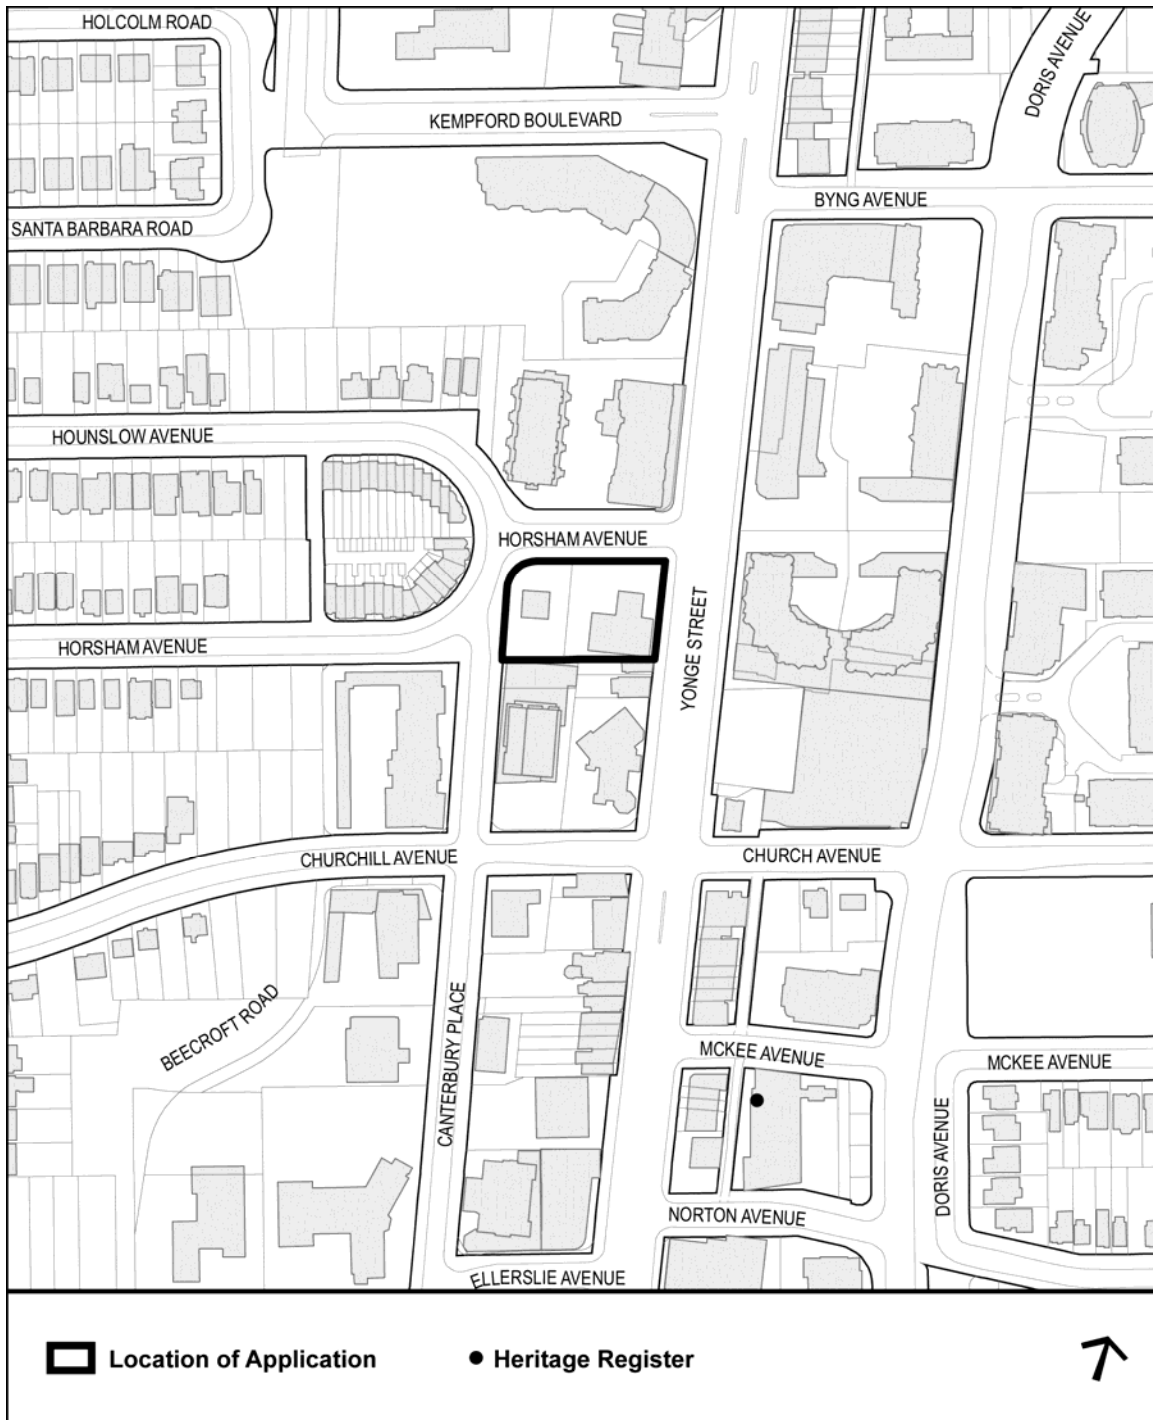 HOLCOLM ROAD
DORIS AVENUE
KEMPFORD BOULEVARD
BYNG AVENUE
SANTA BARBARA ROAD
HOUNSLOW AVENUE
HORSHAM AVENUE
YONGE STREET
HORSHAM AVENUE
CHURCHILL AVENUE
CHURCH AVENUE
BEECROFT ROAD
CANTERBURY PLACE
MCKEE AVENUE
MCKEE AVENUE
DORIS AVENUE
NORTON AVENUE
ELLERSLIE AVENUE
Location of Application
Heritage Register